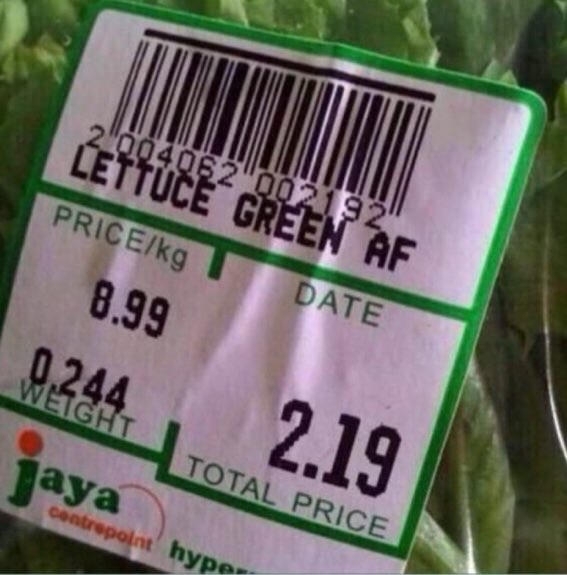 2 004062 002192
LETTUCE GREEN AF
PRICE/kg
DATE
8.99
0.244
WEIGHT
2.19
TOTAL PRICE
jaya
centrepoint